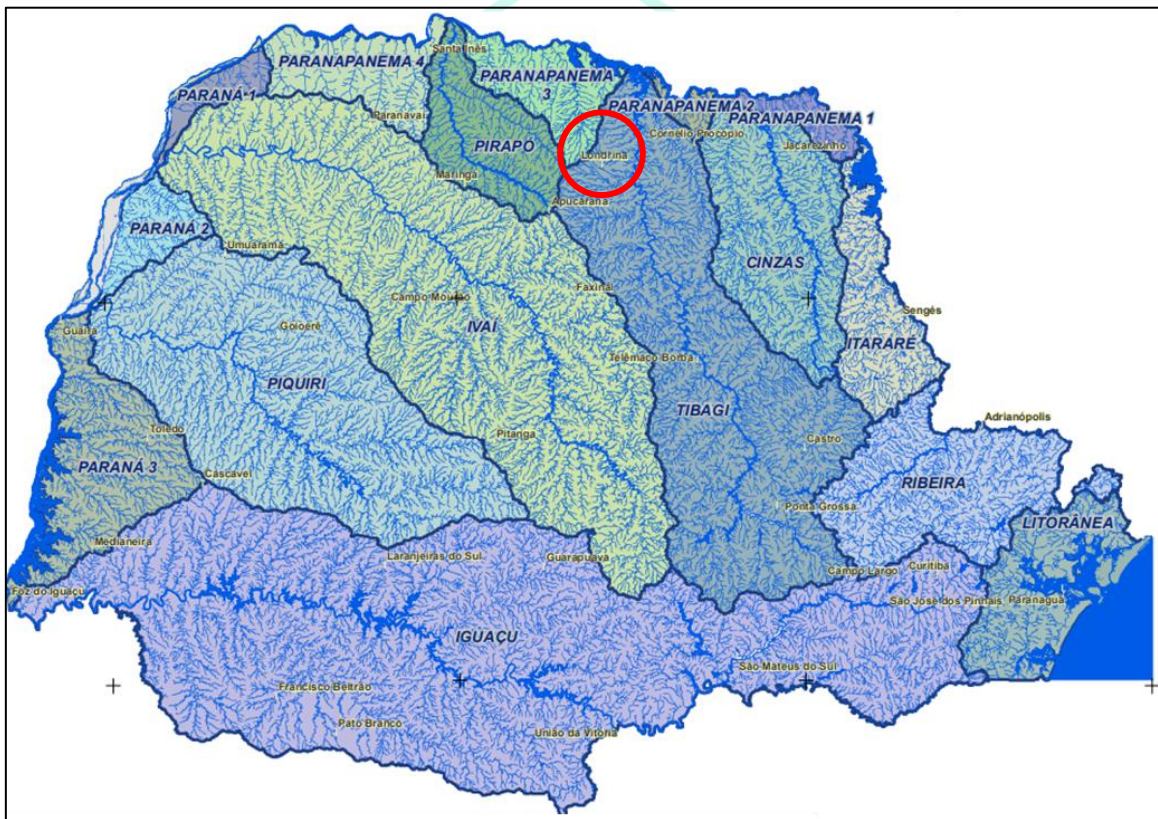 Santa Inês
PARANAPANEMA 4
PARANAPANEMA
3
PARANÁ 1
PARANAPANEMA 2
PARANAPANEMA 1
Paranavaí
Cornélio Procópio
PIRAPÓ
Jacarezinho
Londrina
Maringá
Apucarana
PARANÁ 2
Umuarama
CINZAS
Faxinal
Campo Mourão
Sengés
Guaíra
Goioerê
IVAI
ITARARÉ
Telêmaco Borba
PIQUIRI
TIBAGI
Adrianópolis
Toledo
Pitanga
Castro
PARANÁ 3
Cascavel
RIBEIRA
Ponta Grossa
LITORÂNEA
Medianeira
Laranjeiras do Sul
Guarapuava
Campo Largo
Curitiba
Foz do Iguaçu
São José dos Pinhais
Paranaguá
IGUAÇU
São Mateus do Sul
Francisco Beltrão
Pato Branco
União da Vitória